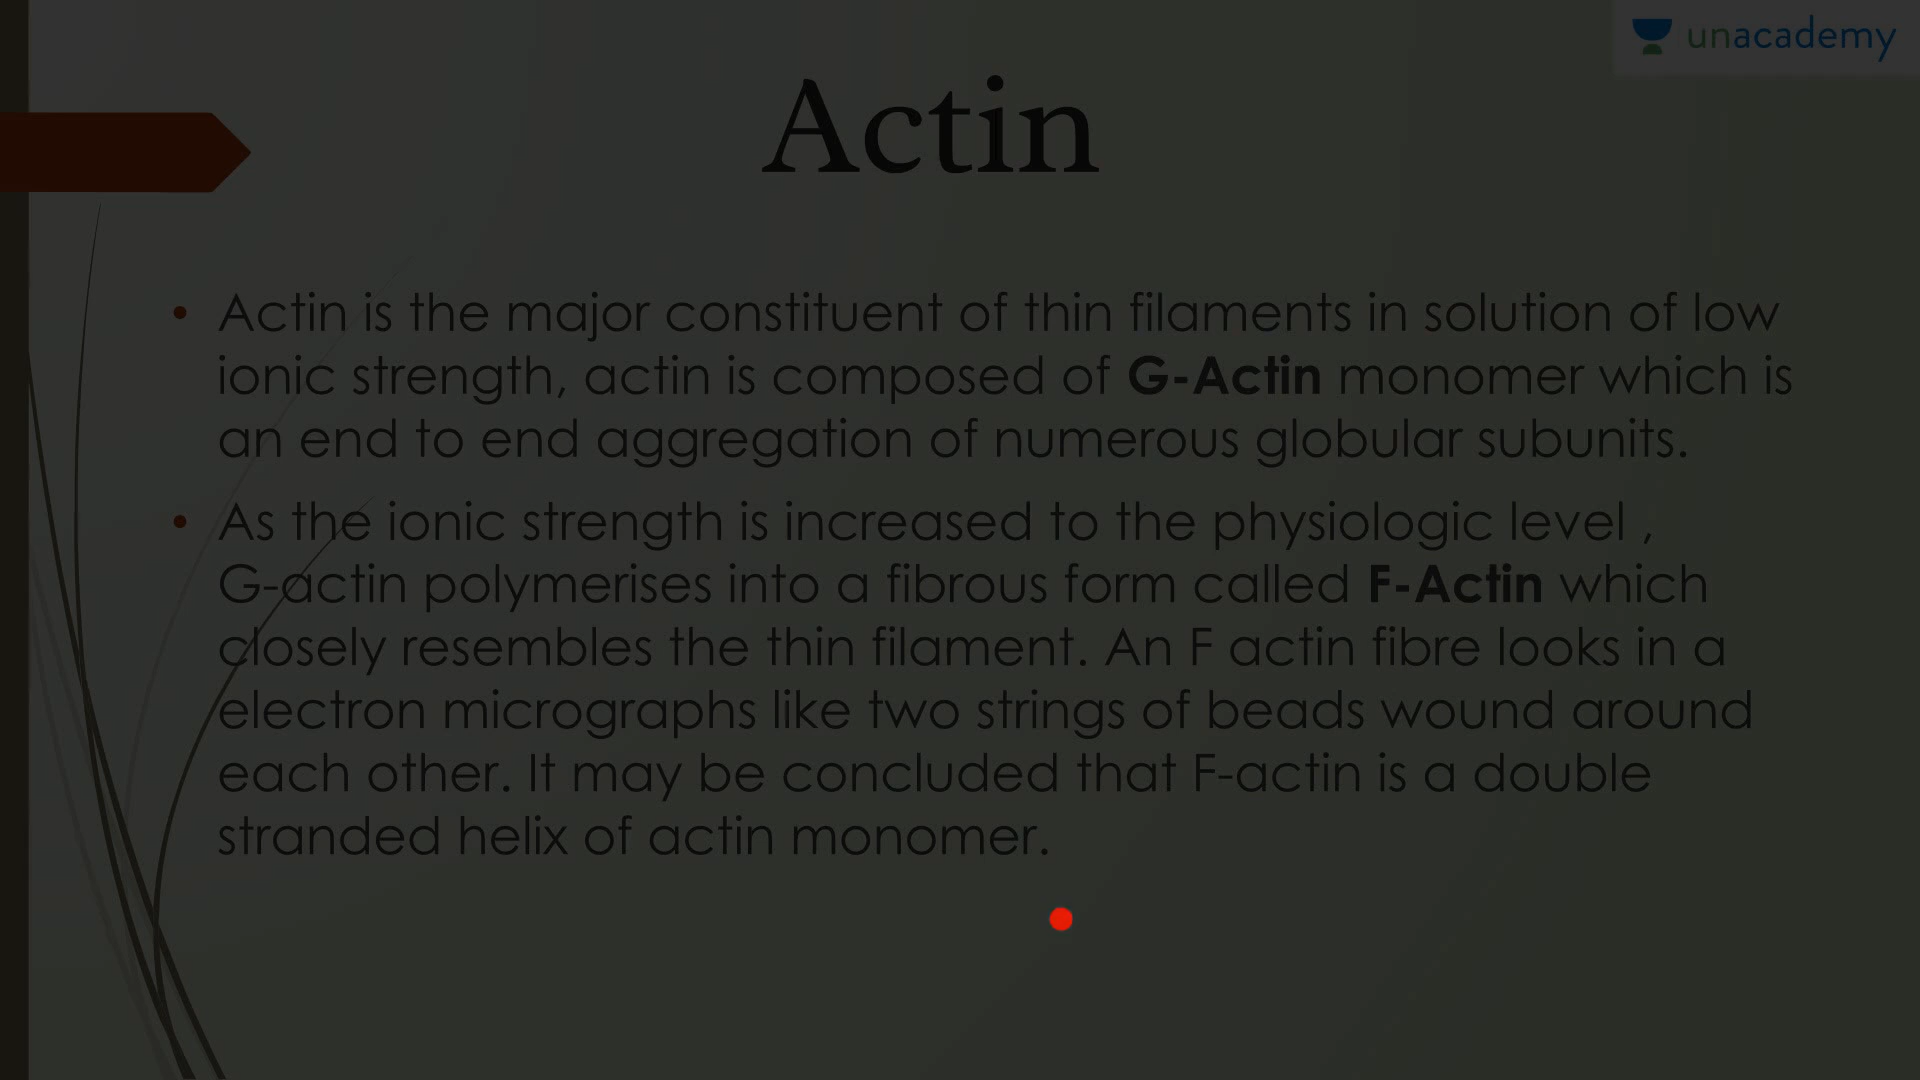 unacademy
Actin
• Actin is the major constituent of thin filaments in solution of low
ionic strength, actin is composed of G-Actin monomer which is
an end to end aggregation of numerous globular subunits.
• As the ionic strength is increased to the physiologic level ,
G-actin polymerises into a fibrous form called F-Actin which
closely resembles the thin filament. An F actin fibre looks in a
electron micrographs like two strings of beads wound around
each other. It may be concluded that F-actin is a double
stranded helix of actin monomer.